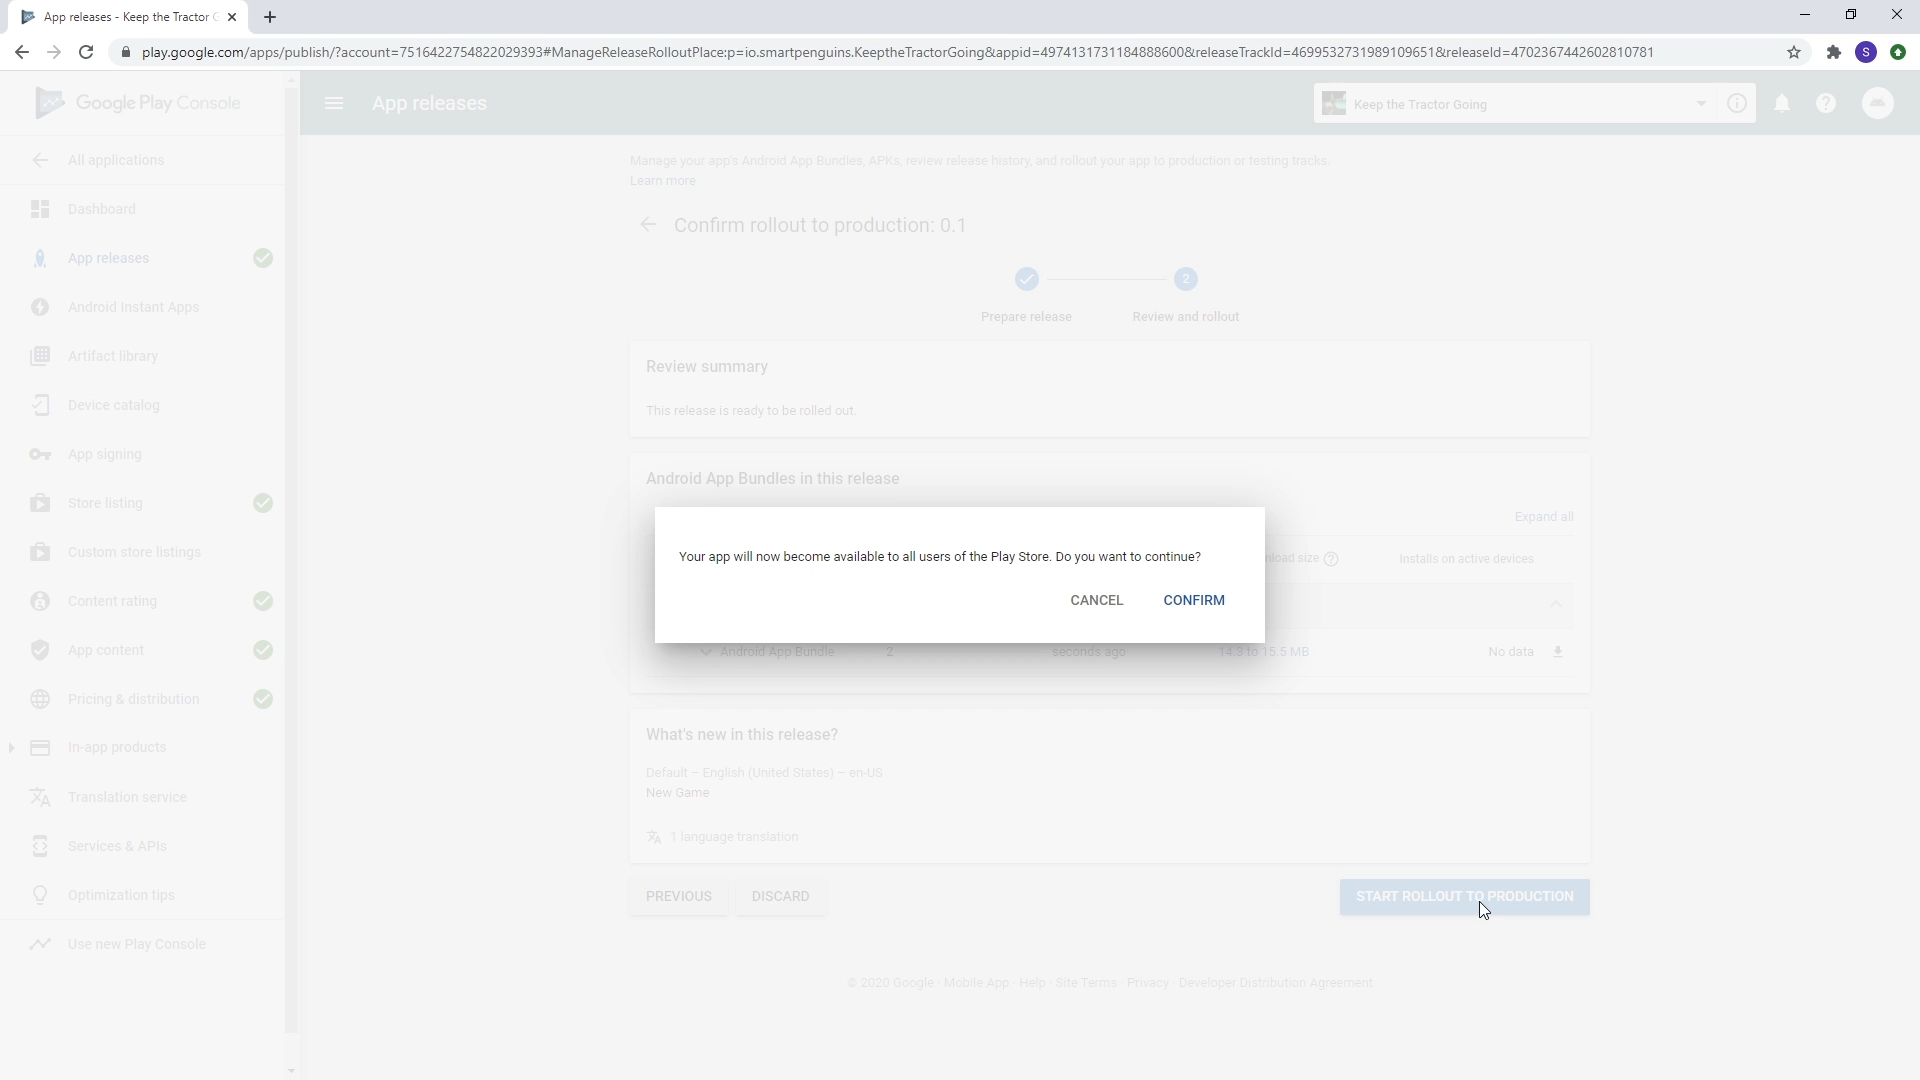 App releases - Keep the Tractor G
play.google.com/apps/publish/?account=7516422754822029393#ManageReleaseRolloutPlace:p=io.smartpenguins.KeeptheTractorGoing&appid=4974131731184888600&releaseTrackId=4699532731989109651&releaseId=4702367442602810781
S
Google Play Console
App releases
Keep the Tractor Going
All applications
Dashboard
App releases
Android Instant Apps
Artifact library
Device catalog
App signing
Store listing
Custom store listings
Content rating
App content
Pricing & distribution
In-app products
Translation service
Services & APIs
Optimization tips
Use new Play Console
Manage your app's Android App Bundles, APKs, review release history, and rollout your app to production or testing tracks.
Learn more
Confirm rollout to production: 0.1
2
Prepare release
Review and rollout
Review summary
This release is ready to be rolled out.
Android App Bundles in this release
Expand all
nload size
Installs on active devices
Your app will now become available to all users of the Play Store. Do you want to continue?
CANCEL
CONFIRM
Android App Bundle
2
seconds ago
14.3 to 15.5 MB
No data
What's new in this release?
Default – English (United States) – en-US
New Game
1 language translation
PREVIOUS
DISCARD
START ROLLOUT TO PRODUCTION
© 2020 Google · Mobile App · Help · Site Terms · Privacy · Developer Distribution Agreement